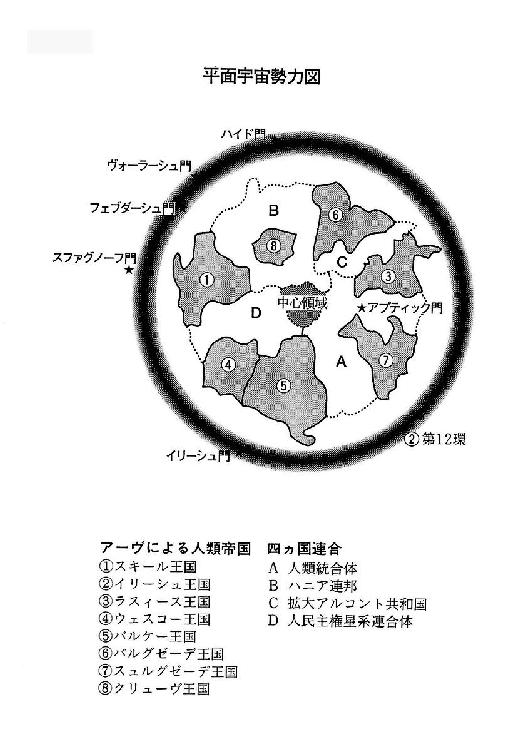 平面宇宙勢力図
ハイド門
ヴォーラーシュ門
フェブダーシュ門
スファグノーフ門
★
B
⑥
⑧
C
①
③
中心領域
★アプティック門
D
A
④
⑤
⑦
②第12環
イリーシュ門
アーヴによる人類帝国
①スキール王国
②イリーシュ王国
③ラスィース王国
④ウェスコー王国
⑤バルケー王国
⑥バルグゼーデ王国
⑦スュルグゼーデ王国
⑧クリューヴ王国
四ヵ国連合
A 人類統合体
B ハニア連邦
C 拡大アルコント共和国
D 人民主権星系連合体